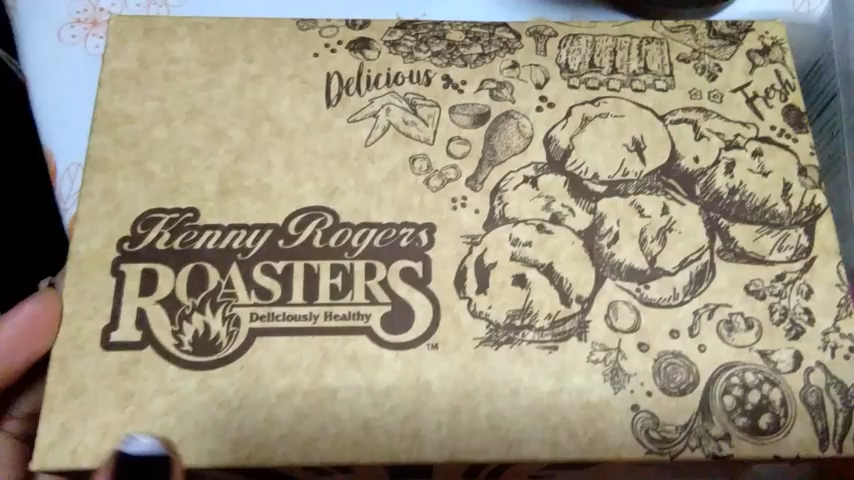 Delicious
Fresh
Kenny Rogers
ROASTERS
Deliciously Healthy
TM